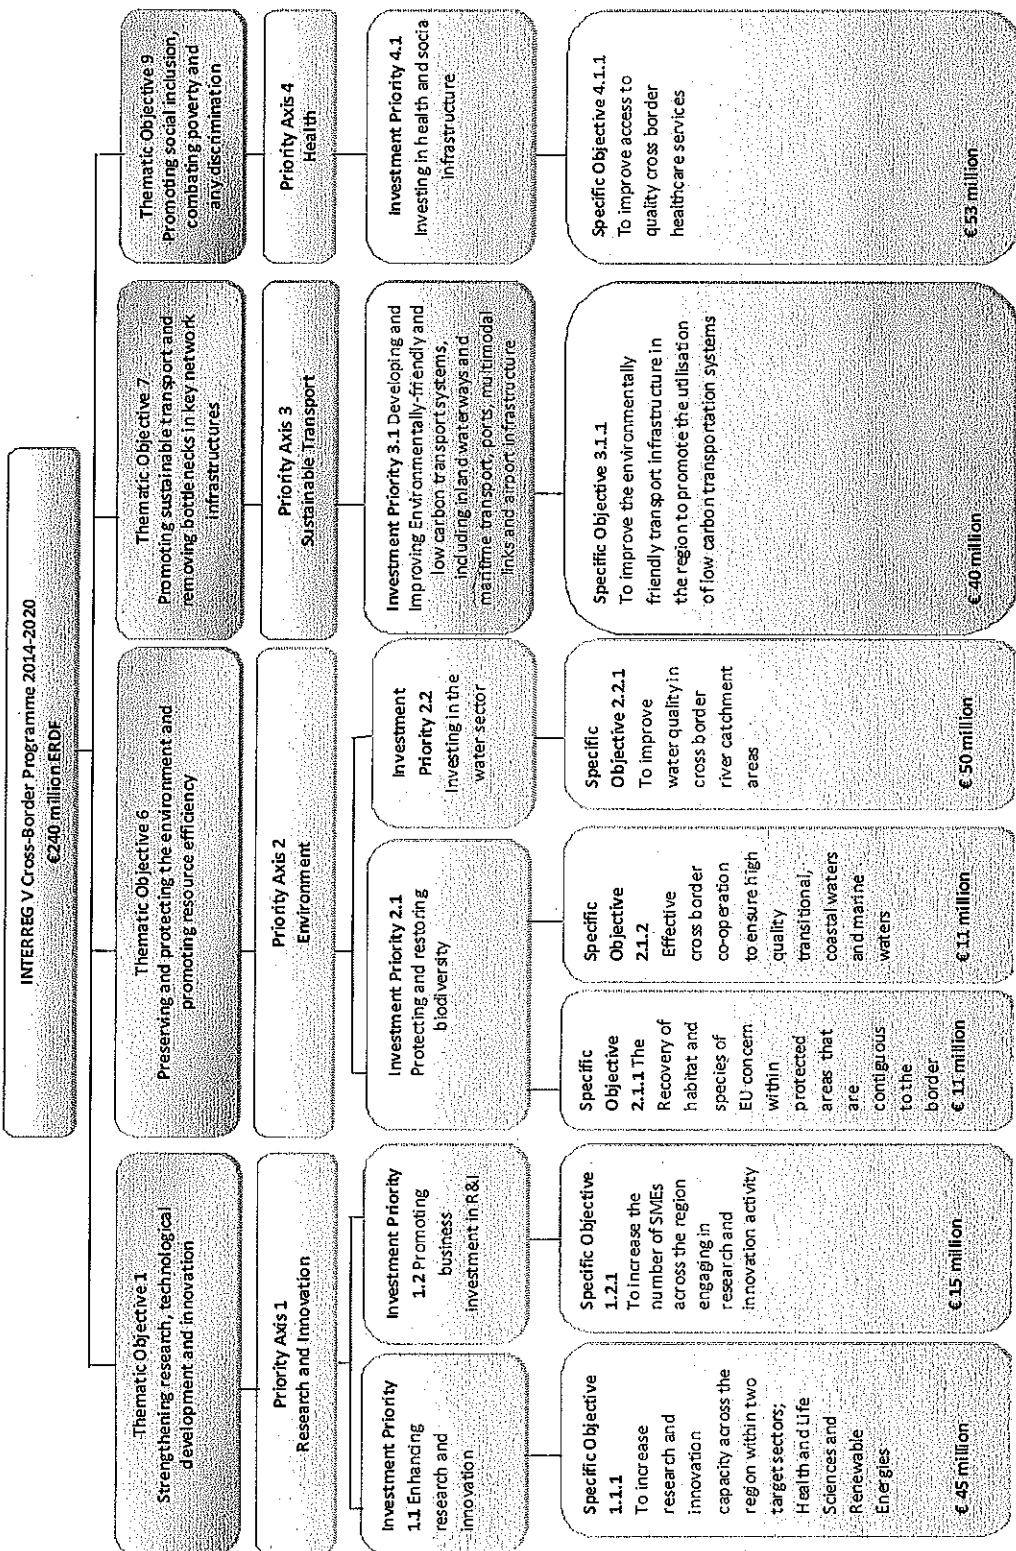 INTERREG V Cross-Border Programme 2014-2020
€240 million ERDF
Thematic Objective 1
Strengthening research, technological
development and innovation
Thematic Objective 6
Preserving and protecting the environment and
promoting resource efficiency
Thematic Objective 7
Promoting sustainable transport and
removing bottlenecks in key network
infrastructures
Thematic Objective 9
Promoting social inclusion,
combating poverty and
any discrimination
Priority Axis 1
Research and Innovation
Priority Axis 2
Environment
Priority Axis 3
Sustainable Transport
Priority Axis 4
Health
Investment Priority
1.1 Enhancing
research and
innovation
Investment Priority
1.2 Promoting
business
investment in R&I
Investment Priority 2.1
Protecting and restoring
biodiversity
Investment
Priority 2.2
Investing in the
water sector
Investment Priority 3.1 Developing and
Improving Environmentally-friendly and
low carbon transport systems,
including inland waterways and
maritime transport, ports, multimodal
links and airport infrastructure
Investment Priority 4.1
Investing in health and socia
infrastructure
Specific Objective
1.1.1
To increase
research and
innovation
capacity across the
region within two
target sectors;
Health and Life
Sciences and
Renewable
Energies
€ 45 million
Specific Objective
1.2.1
To increase the
number of SMEs
across the region
engaging in
research and
innovation activity
€ 15 million
Specific
Objective
2.1.1 The
Recovery of
habitat and
species of
EU concern
within
protected
areas that
are
contiguous
to the
border
€ 11 million
Specific
Objective
2.1.2
Effective
cross border
co-operation
to ensure high
quality
transitional,
coastal waters
and marine
waters
€ 11 million
Specific
Objective 2.2.1
To improve
water quality in
cross border
river catchment
areas
€ 50 million
Specific Objective 3.1.1
To improve the environmentally
friendly transport infrastructure in
the region to promote the utilisation
of low carbon transportation systems
€ 40 million
Specific Objective 4.1.1
To improve access to
quality cross border
healthcare services
€ 53 million